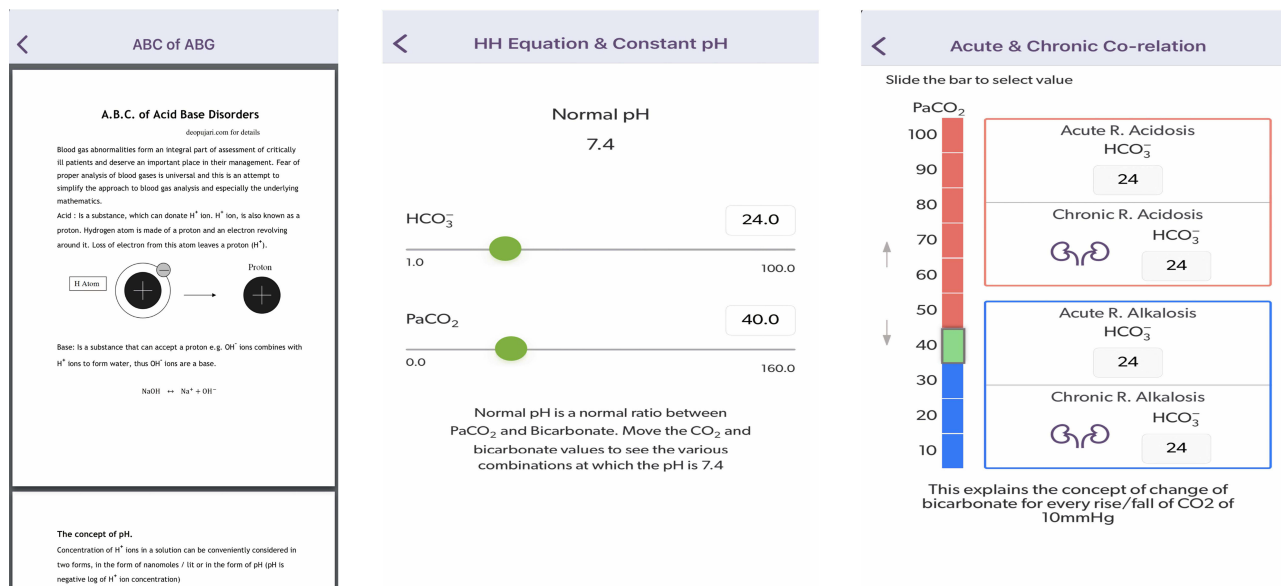 ABC of ABG
A.B.C. of Acid Base Disorders
deopujari.com for details
Blood gas abnormalities form an integral part of assessment of critically
ill patients and deserve an important place in their management. Fear of
proper analysis of blood gases is universal and this is an attempt to
simplify the approach to blood gas analysis and especially the underlying
mathematics.
Acid : Is a substance, which can donate H⁺ ion. H⁺ ion, is also known as a
proton. Hydrogen atom is made of a proton and an electron revolving
around it. Loss of electron from this atom leaves a proton (H⁺).
H Atom
Proton
Base: Is a substance that can accept a proton e.g. OH⁻ ions combines with
H⁺ ions to form water, thus OH⁻ ions are a base.
NaOH ↔ Na⁺ + OH⁻
The concept of pH.
Concentration of H⁺ ions in a solution can be conveniently considered in
two forms, in the form of nanomoles / lit or in the form of pH (pH is
negative log of H⁺ ion concentration)
HH Equation & Constant pH
Normal pH
7.4
HCO₃⁻
24.0
1.0
100.0
PaCO₂
40.0
0.0
160.0
Normal pH is a normal ratio between
PaCO₂ and Bicarbonate. Move the CO₂ and
bicarbonate values to see the various
combinations at which the pH is 7.4
Acute & Chronic Co-relation
Slide the bar to select value
PaCO₂
100
90
80
70
60
50
40
30
20
10
Acute R. Acidosis
HCO₃⁻
24
Chronic R. Acidosis
HCO₃⁻
24
Acute R. Alkalosis
HCO₃⁻
24
Chronic R. Alkalosis
HCO₃⁻
24
This explains the concept of change of
bicarbonate for every rise/fall of CO2 of
10mmHg